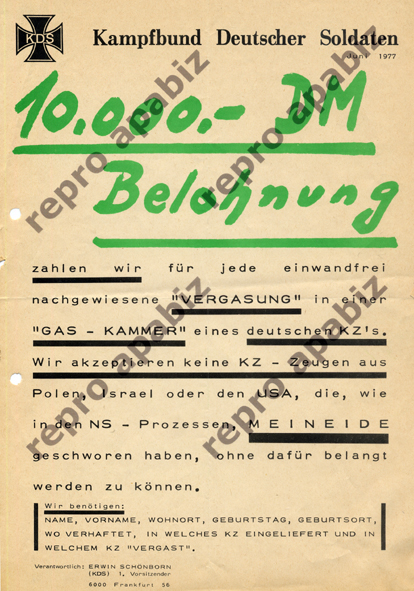 KDS
Kampfbund Deutscher Soldaten
Juni 1977
10.000.- DM
Belohnung
zahlen wir für jede einwandfrei
nachgewiesene "VERGASUNG" in einer
"GAS - KAMMER" eines deutschen KZ's.
Wir akzeptieren keine KZ - Zeugen aus
Polen, Israel oder den USA, die, wie
in den NS - Prozessen, MEINEIDE
geschworen haben, ohne dafür belangt
werden zu können.
Wir benötigen:
NAME, VORNAME, WOHNORT, GEBURTSTAG, GEBURTSORT,
WO VERHAFTET, IN WELCHES KZ EINGELIEFERT UND IN
WELCHEM KZ "VERGAST".
Verantwortlich: ERWIN SCHÖNBORN
(KDS) 1. Vorsitzender
6000 Frankfurt 56
repro apabiz
repro apabiz
repro apabiz
repro apabiz